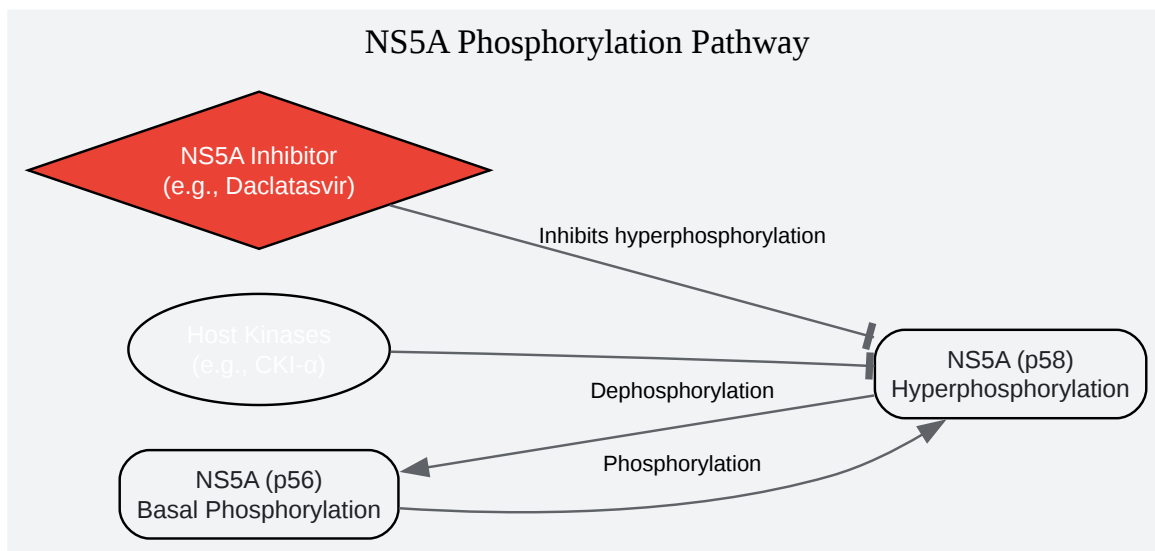 NS5A Phosphorylation Pathway
NS5A Inhibitor
(e.g., Daclatasvir)
Inhibits hyperphosphorylation
Host Kinases
(e.g., CKI-α)
NS5A (p58)
Hyperphosphorylation
Dephosphorylation
Phosphorylation
NS5A (p56)
Basal Phosphorylation